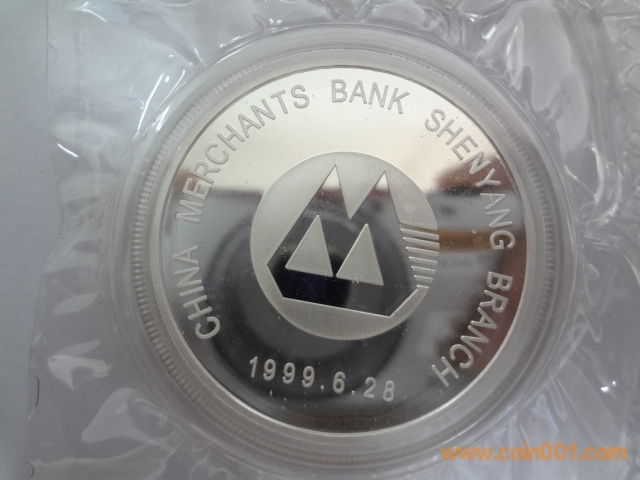 CHINA MERCHANTS BANK SHENYANG BRANCH
1999.6.28
www.coin001.com